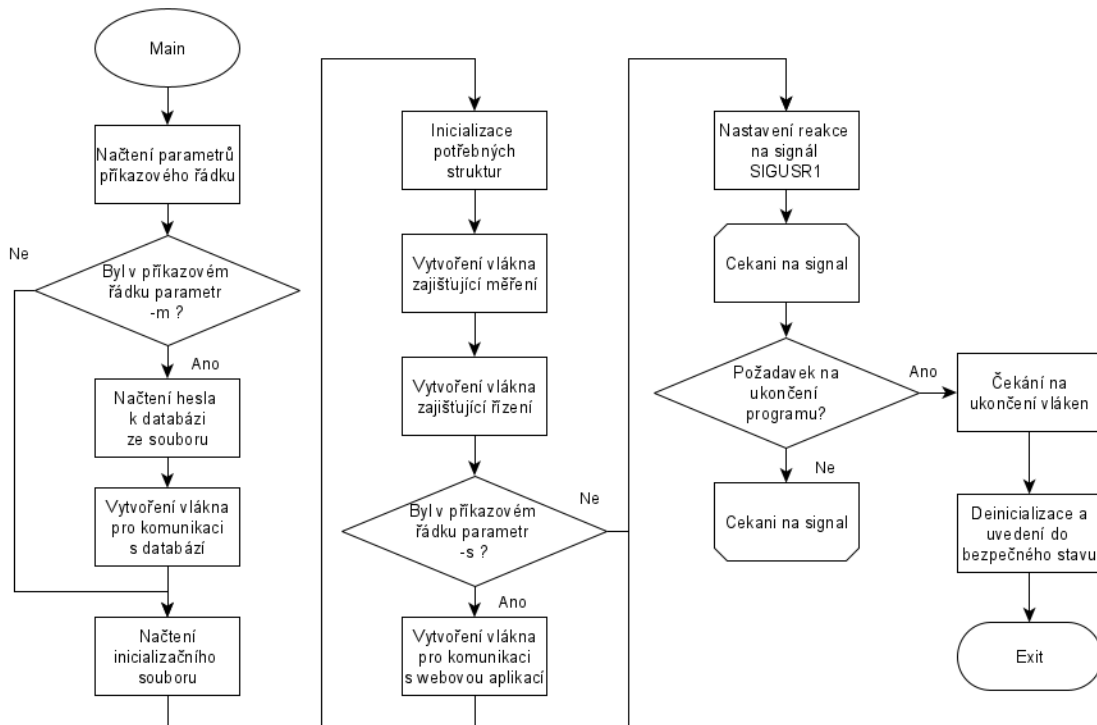 Main
Načtení parametrů
příkazového řádku
Ne
Byl v příkazovém
řádku parametr
-m ?
Ano
Načtení hesla
k databázi
ze souboru
Vytvoření vlákna
pro komunikaci
s databází
Načtení
inicializačního
souboru
Inicializace
potřebných
struktur
Vytvoření vlákna
zajišťující měření
Vytvoření vlákna
zajišťující řízení
Byl v příkazovém
řádku parametr
-s ?
Ne
Ano
Vytvoření vlákna
pro komunikaci
s webovou aplikací
Nastavení reakce
na signál
SIGUSR1
Cekani na signal
Požadavek na
ukončení
programu?
Ano
Ne
Cekani na signal
Čekání na
ukončení vláken
Deinicializace a
uvedení do
bezpečného stavu
Exit